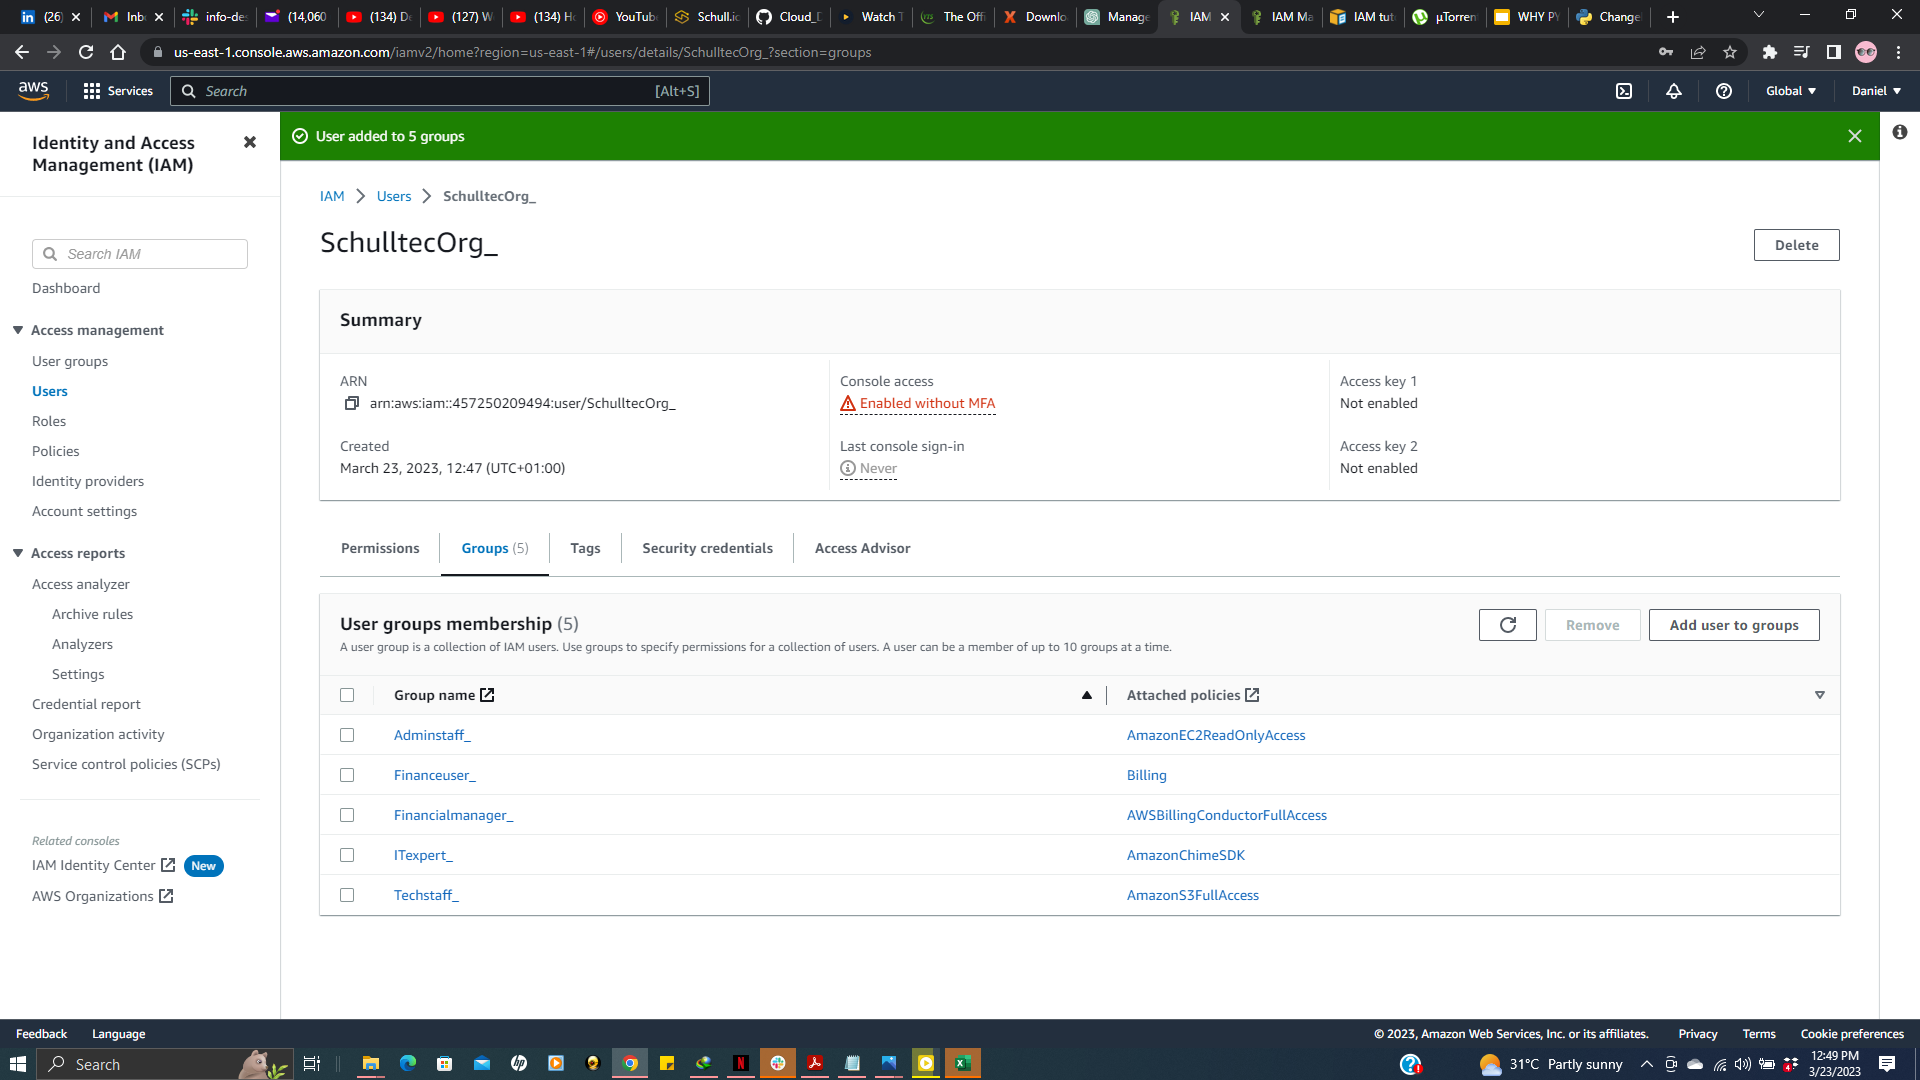 (26)
Inb
info-des
(14,060
(134) De
(127) W
(134) Ho
YouTube
Schull.io
Cloud_D
Watch T
The Offi
Downlo
Manage
IAM
IAM Ma
IAM tuto
µTorrent
WHY PY
Change
us-east-1.console.aws.amazon.com/iamv2/home?region=us-east-1#/users/details/SchulltecOrg_?section=groups
aws
Services
Search
[Alt+S]
Global
Daniel
Identity and Access
Management (IAM)
User added to 5 groups
Search IAM
Dashboard
Access management
User groups
Users
Roles
Policies
Identity providers
Account settings
Access reports
Access analyzer
Archive rules
Analyzers
Settings
Credential report
Organization activity
Service control policies (SCPs)
Related consoles
IAM Identity Center
New
AWS Organizations
IAM
Users
SchulltecOrg_
SchulltecOrg_
Delete
Summary
ARN
arn:aws:iam::457250209494:user/SchulltecOrg_
Created
March 23, 2023, 12:47 (UTC+01:00)
Console access
Enabled without MFA
Last console sign-in
Never
Access key 1
Not enabled
Access key 2
Not enabled
Permissions
Groups (5)
Tags
Security credentials
Access Advisor
User groups membership (5)
A user group is a collection of IAM users. Use groups to specify permissions for a collection of users. A user can be a member of up to 10 groups at a time.
Remove
Add user to groups
Group name
Attached policies
Adminstaff_
AmazonEC2ReadOnlyAccess
Financeuser_
Billing
Financialmanager_
AWSBillingConductorFullAccess
ITexpert_
AmazonChimeSDK
Techstaff_
AmazonS3FullAccess
Feedback
Language
© 2023, Amazon Web Services, Inc. or its affiliates.
Privacy
Terms
Cookie preferences
Search
31°C Partly sunny
12:49 PM
3/23/2023